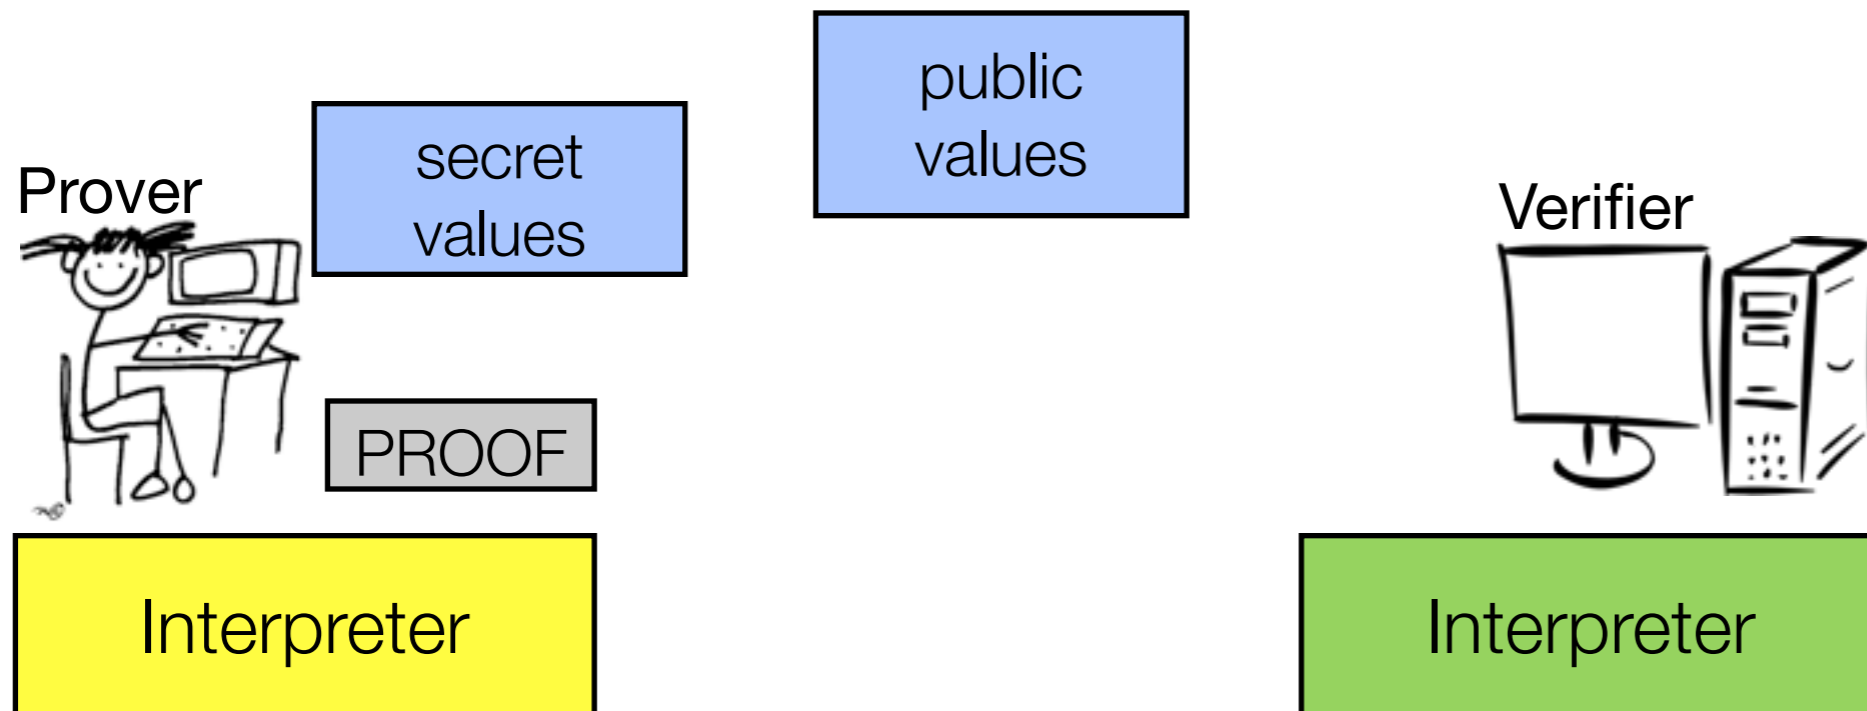 public
values
secret
values
Prover
Verifier
PROOF
Interpreter
Interpreter